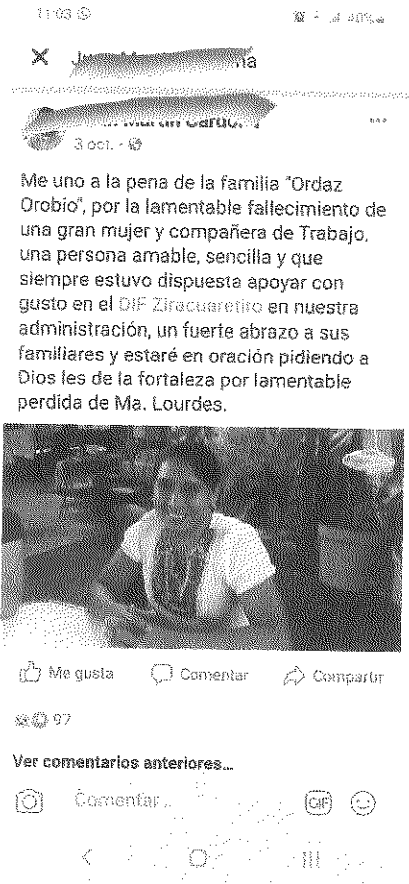 11:03
40%
3 oct.
Me uno a la pena de la familia "Ordaz
Orobio", por la lamentable fallecimiento de
una gran mujer y compañera de Trabajo,
una persona amable, sencilla y que
siempre estuvo dispuesta apoyar con
gusto en el DIF Ziracuaretiro en nuestra
administración, un fuerte abrazo a sus
familiares y estaré en oración pidiendo a
Dios les de la fortaleza por lamentable
perdida de Ma. Lourdes.
Me gusta Comentar Compartir
97
Ver comentarios anteriores...
Comentar... GIF